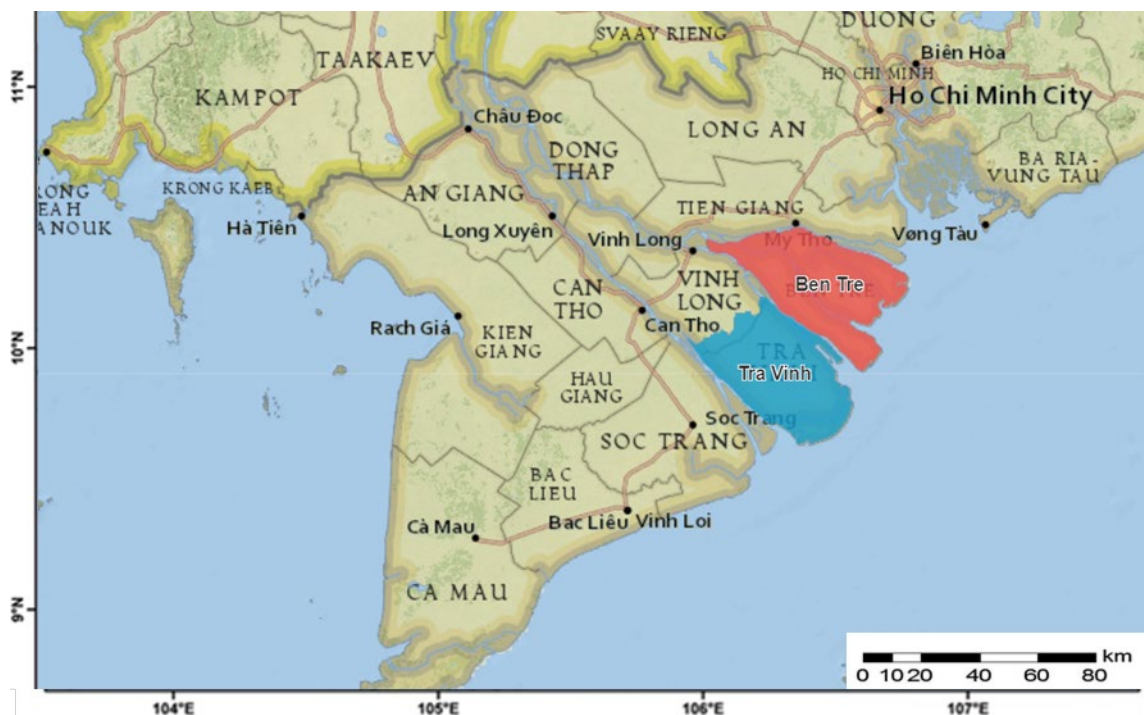 DUONG
SVAAY RIENG
Biên Hòa
TAAKAEV
HO CHI MINH
11°N
KAMPOT
Ho Chi Minh City
Châu Đoc
LONG AN
DONG
THAP
BA RIA-
VUNG TAU
KRONG KAEB
AN GIANG
TIEN GIANG
ANOUK
Hà Tiên
Long Xuyên
Vinh Long
My Tho
Vøng Tàu
VINH
LONG
Ben Tre
CAN
THO
Rach Giá
KIEN
GIANG
Can Tho
10°N
TRA
Tra Vinh
HAU
GIANG
Soc Trang
SOC TRANG
BAC
LIEU
Cà Mau
Bac Liêu
Vinh Loi
CA MAU
9°N
km
0 10 20 40 60 80
104°E
105°E
106°E
107°E